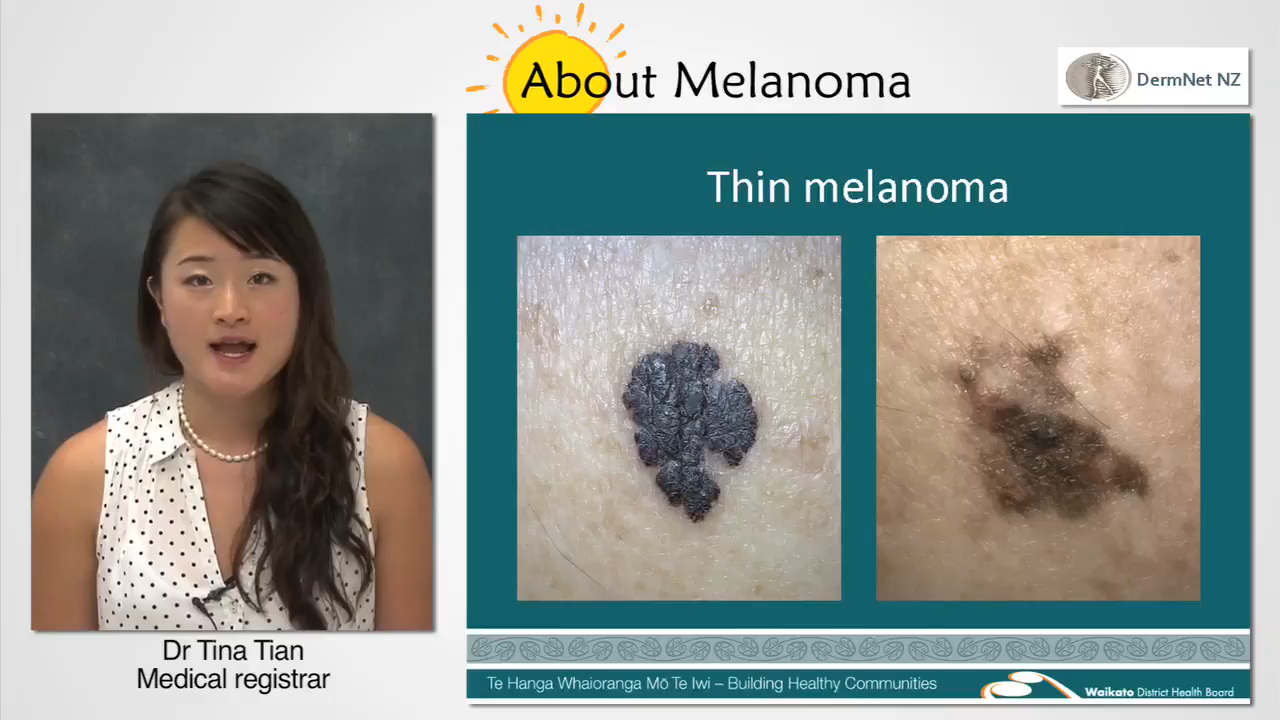 About Melanoma
DermNet NZ
Thin melanoma
Dr Tina Tian
Medical registrar
Te Hanga Whaioranga Mō Te Iwi – Building Healthy Communities
Waikato District Health Board